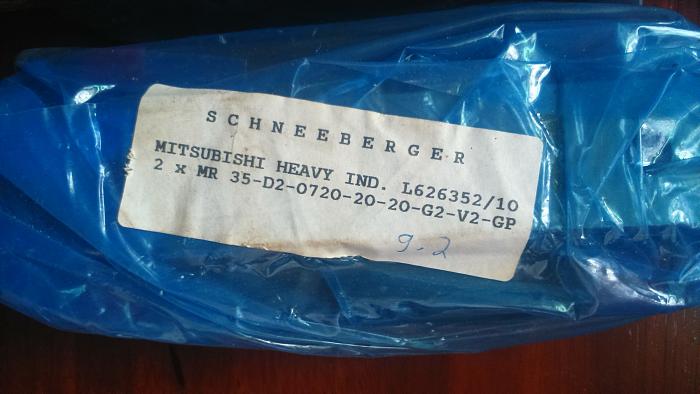 SCHNEEBERGER
MITSUBISHI HEAVY IND. L626352/10
2 x MR 35-D2-0720-20-20-G2-V2-GP
9.2